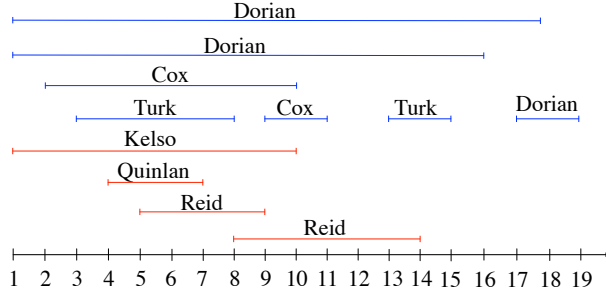 Dorian
Dorian
Cox
Turk Cox Turk Dorian
Kelso
Quinlan
Reid
Reid
1 2 3 4 5 6 7 8 9 10 11 12 13 14 15 16 17 18 19